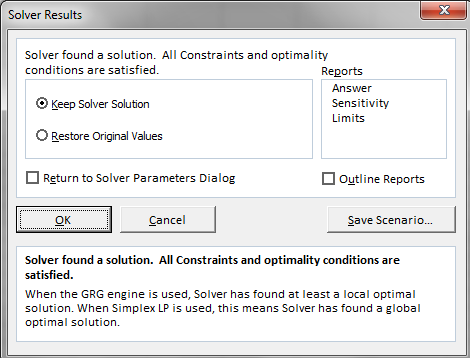 Solver Results
Solver found a solution.  All Constraints and optimality
conditions are satisfied.
Reports
Answer
Sensitivity
Limits
Keep Solver Solution
Restore Original Values
Return to Solver Parameters Dialog
Outline Reports
OK
Cancel
Save Scenario...
Solver found a solution.  All Constraints and optimality conditions are
satisfied.
When the GRG engine is used, Solver has found at least a local optimal
solution. When Simplex LP is used, this means Solver has found a global
optimal solution.